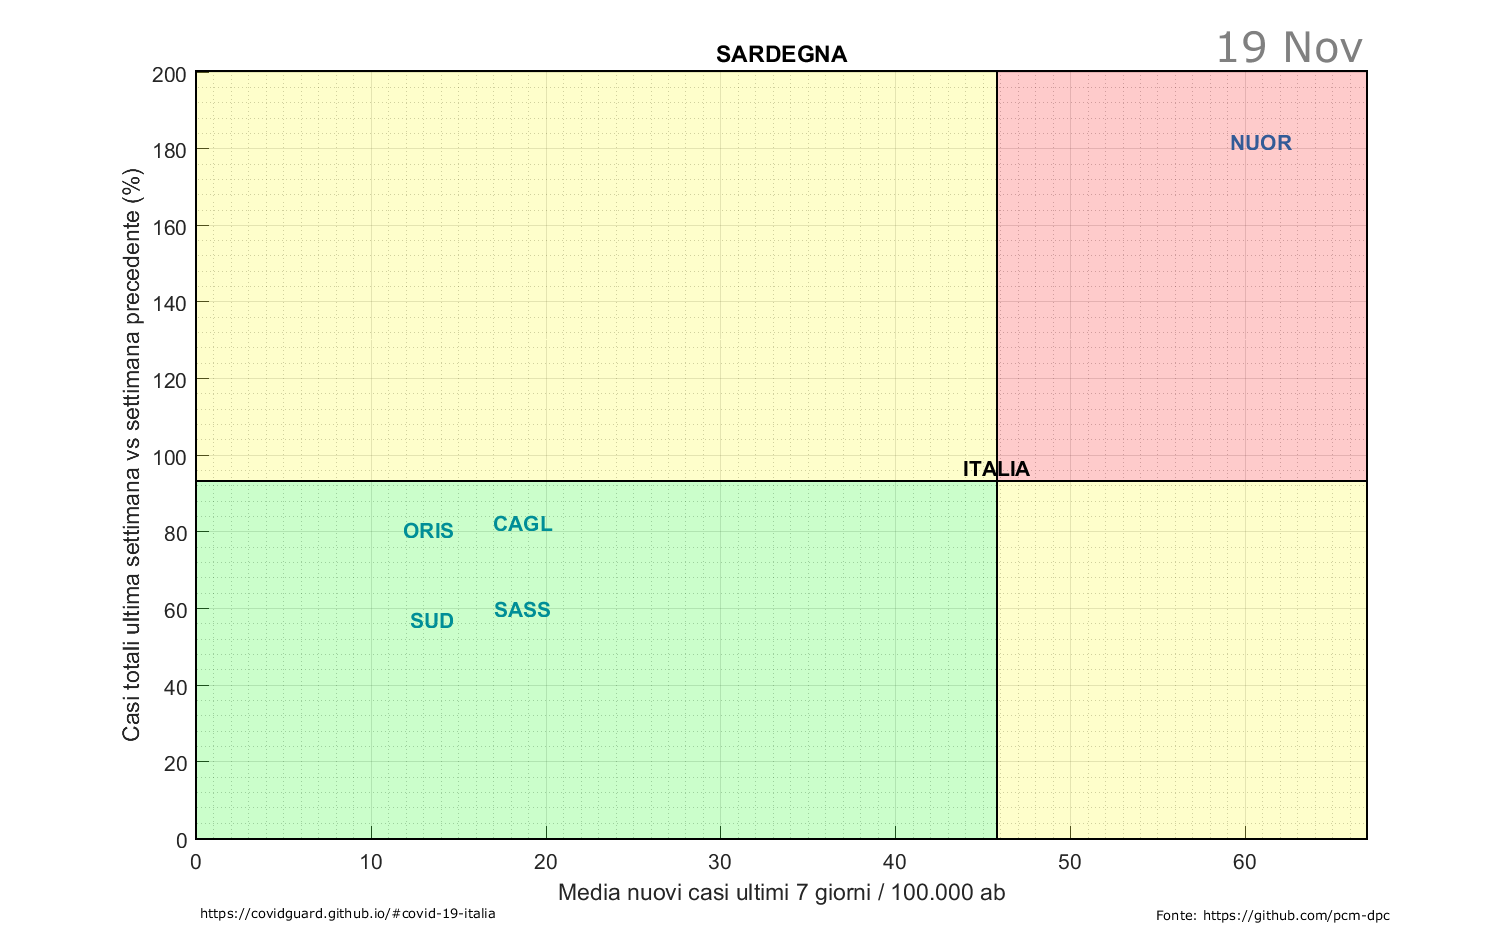 19 Nov
SARDEGNA
Casi totali ultima settimana vs settimana precedente (%)
200
180
160
140
120
100
80
60
40
20
0
NUOR
ITALIA
ORIS
CAGL
SUD
SASS
0 10 20 30 40 50 60
Media nuovi casi ultimi 7 giorni / 100.000 ab
https://covidguard.github.io/#covid-19-italia
Fonte: https://github.com/pcm-dpc